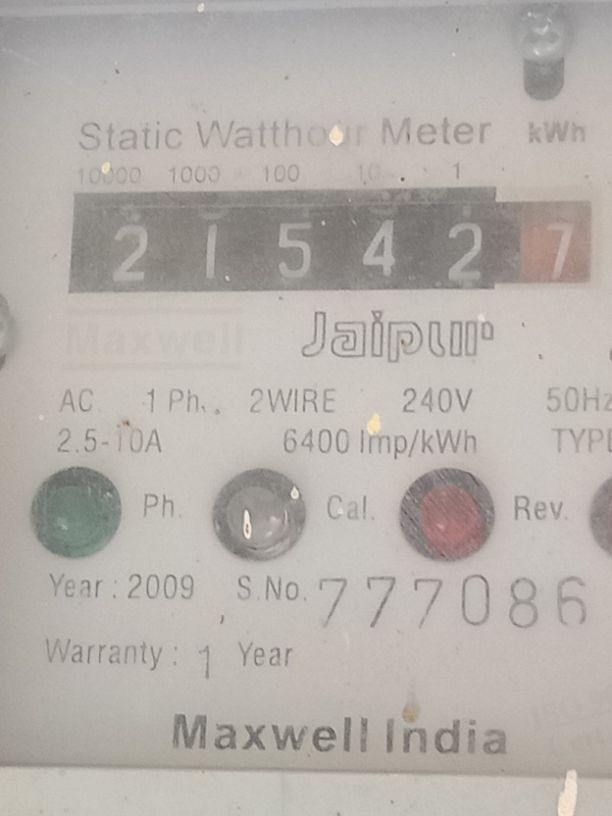 Static Watthour Meter kWh
10000 1000 100 10 1
2 1 5 4 2 7
Maxwell Jaipur
AC. 1 Ph. 2WIRE 240V 50Hz
2.5-10A 6400 Imp/kWh TYPE
Ph. Cal. Rev.
Year : 2009 S.No. 777086
Warranty : 1 Year
Maxwell India